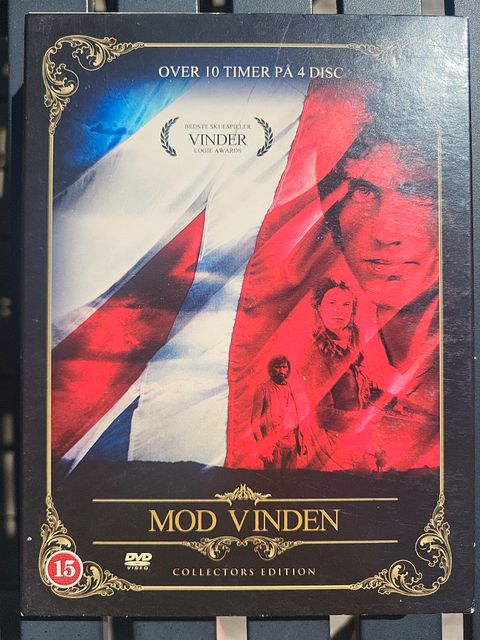 OVER 10 TIMER PÅ 4 DISC
BEDSTE SKUESPILLER
VINDER
LOGIE AWARDS
MOD VINDEN
15
DVD
VIDEO
COLLECTORS EDITION